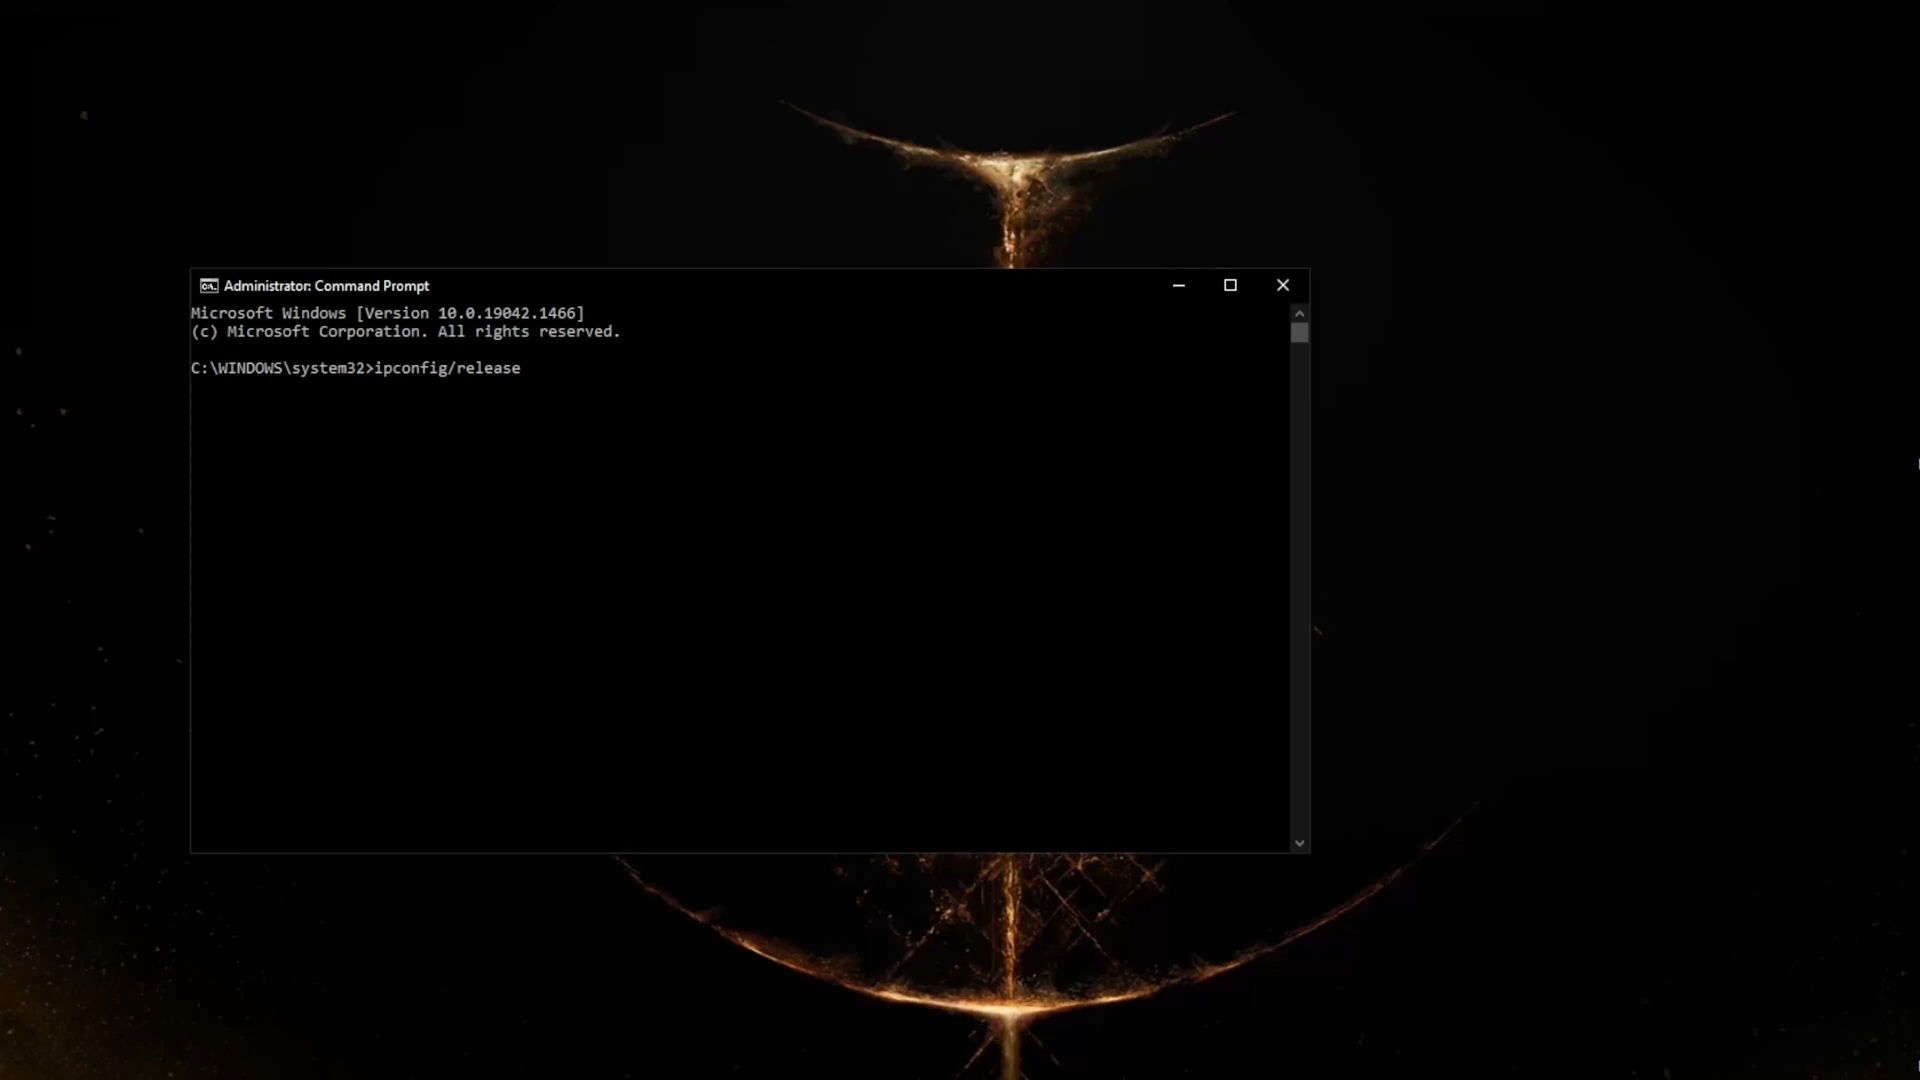 Administrator: Command Prompt
Microsoft Windows [Version 10.0.19042.1466]
(c) Microsoft Corporation. All rights reserved.
C:\WINDOWS\system32>ipconfig/release